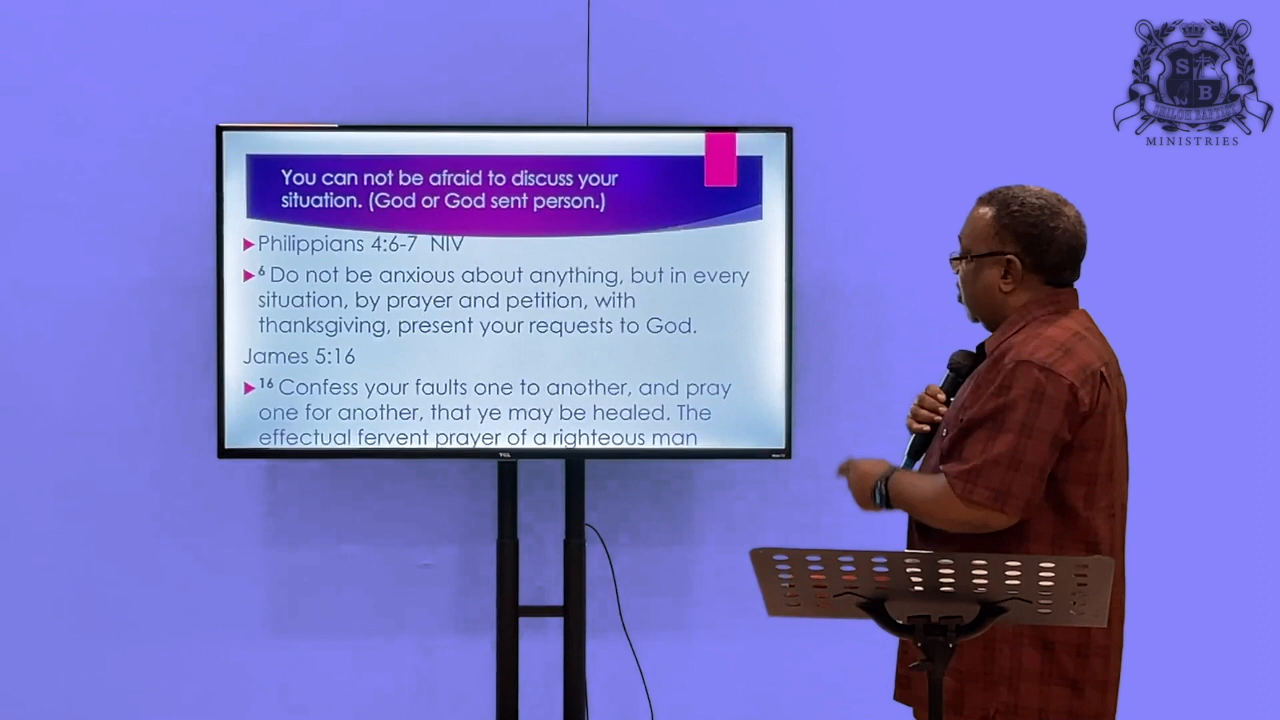 You can not be afraid to discuss your
situation. (God or God sent person.)
Philippians 4:6-7 NIV
6 Do not be anxious about anything, but in every
situation, by prayer and petition, with
thanksgiving, present your requests to God.
James 5:16
16 Confess your faults one to another, and pray
one for another, that ye may be healed. The
effectual fervent prayer of a righteous man
TCL
S
B
SHILOH BAPTIST
MINISTRIES